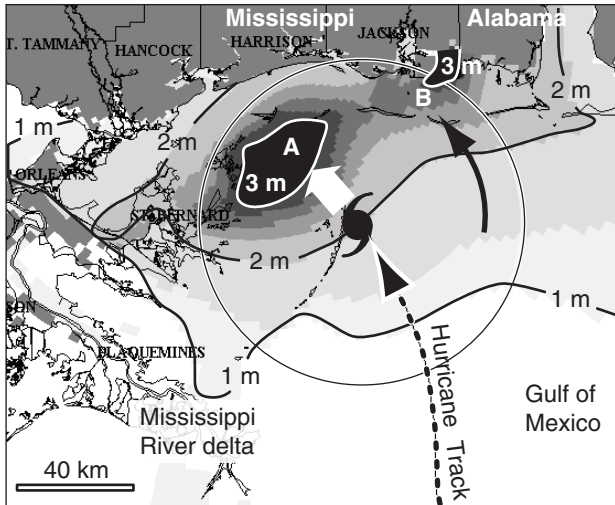 Mississippi
Alabama
T. TAMMANY
HANCOCK
HARRISON
JACKSON
3 m
B
2 m
1 m
2 m
A
3 m
ORLEANS
ST. BERNARD
2 m
1 m
SON
PLAQUEMINES
1 m
Hurricane Track
Gulf of
Mexico
Mississippi
River delta
40 km